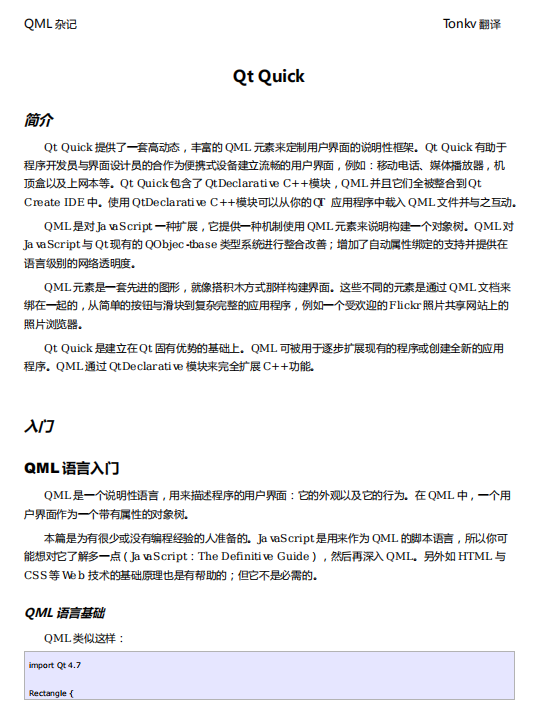 QML 杂记 Tonkv 翻译
Qt Quick
简介
Qt Quick 提供了一套高动态，丰富的 QML 元素来定制用户界面的说明性框架。Qt Quick 有助于
程序开发员与界面设计员的合作为便携式设备建立流畅的用户界面，例如：移动电话、媒体播放器，机
顶盒以及上网本等。Qt Quick 包含了 QtDeclarative C++模块，QML 并且它们全被整合到 Qt
Create IDE 中。使用 QtDeclarative C++模块可以从你的 QT 应用程序中载入 QML 文件并与之互动。
QML 是对 JavaScript 一种扩展，它提供一种机制使用 QML 元素来说明构建一个对象树。QML 对
JavaScript 与 Qt 现有的 QObjec-tbase 类型系统进行整合改善；增加了自动属性绑定的支持并提供在
语言级别的网络透明度。
QML 元素是一套先进的图形，就像搭积木方式那样构建界面。这些不同的元素是通过 QML 文档来
绑在一起的，从简单的按钮与滑块到复杂完整的应用程序，例如一个受欢迎的 Flickr 照片共享网站上的
照片浏览器。
Qt Quick 是建立在 Qt 固有优势的基础上。QML 可被用于逐步扩展现有的程序或创建全新的应用
程序。QML 通过 QtDeclarative 模块来完全扩展 C++功能。
入门
QML 语言入门
QML 是一个说明性语言，用来描述程序的用户界面：它的外观以及它的行为。在 QML 中，一个用
户界面作为一个带有属性的对象树。
本篇是为有很少或没有编程经验的人准备的。JavaScript 是用来作为 QML 的脚本语言，所以你可
能想对它了解多一点（JavaScript：The Definitive Guide），然后再深入 QML。另外如 HTML 与
CSS 等 Web 技术的基础原理也是有帮助的；但它不是必需的。
QML 语言基础
QML 类似这样：
import Qt 4.7
Rectangle {